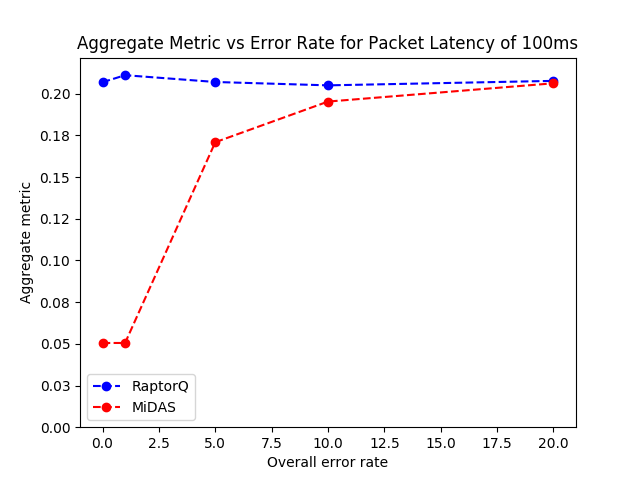 Aggregate Metric vs Error Rate for Packet Latency of 100ms
Aggregate metric
0.20
0.18
0.15
0.12
0.10
0.08
0.05
0.03
0.00
RaptorQ
MiDAS
0.0 2.5 5.0 7.5 10.0 12.5 15.0 17.5 20.0
Overall error rate